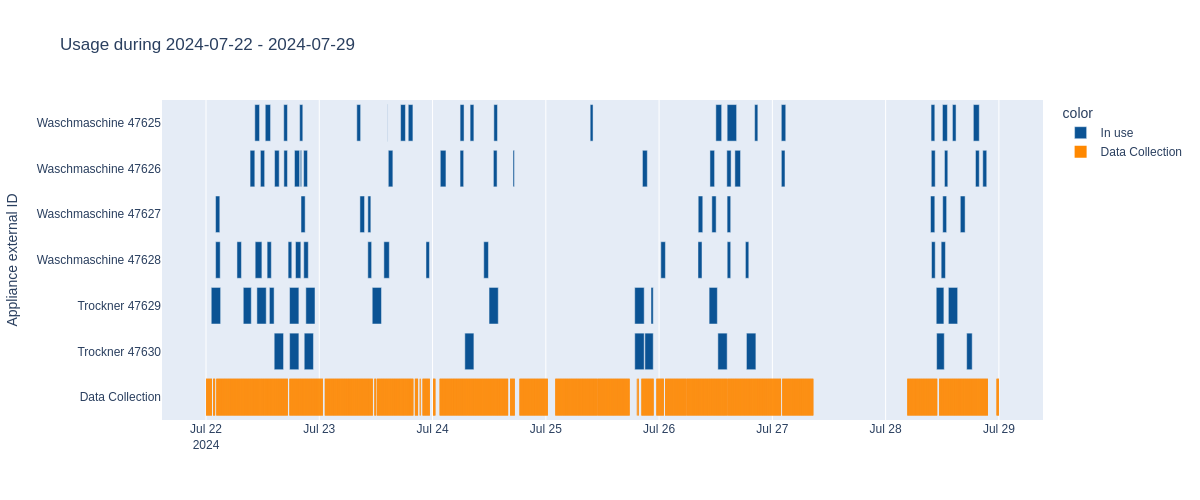 Usage during 2024-07-22 - 2024-07-29
Appliance external ID
Waschmaschine 47625
Waschmaschine 47626
Waschmaschine 47627
Waschmaschine 47628
Trockner 47629
Trockner 47630
Data Collection
Jul 22
2024
Jul 23
Jul 24
Jul 25
Jul 26
Jul 27
Jul 28
Jul 29
color
In use
Data Collection